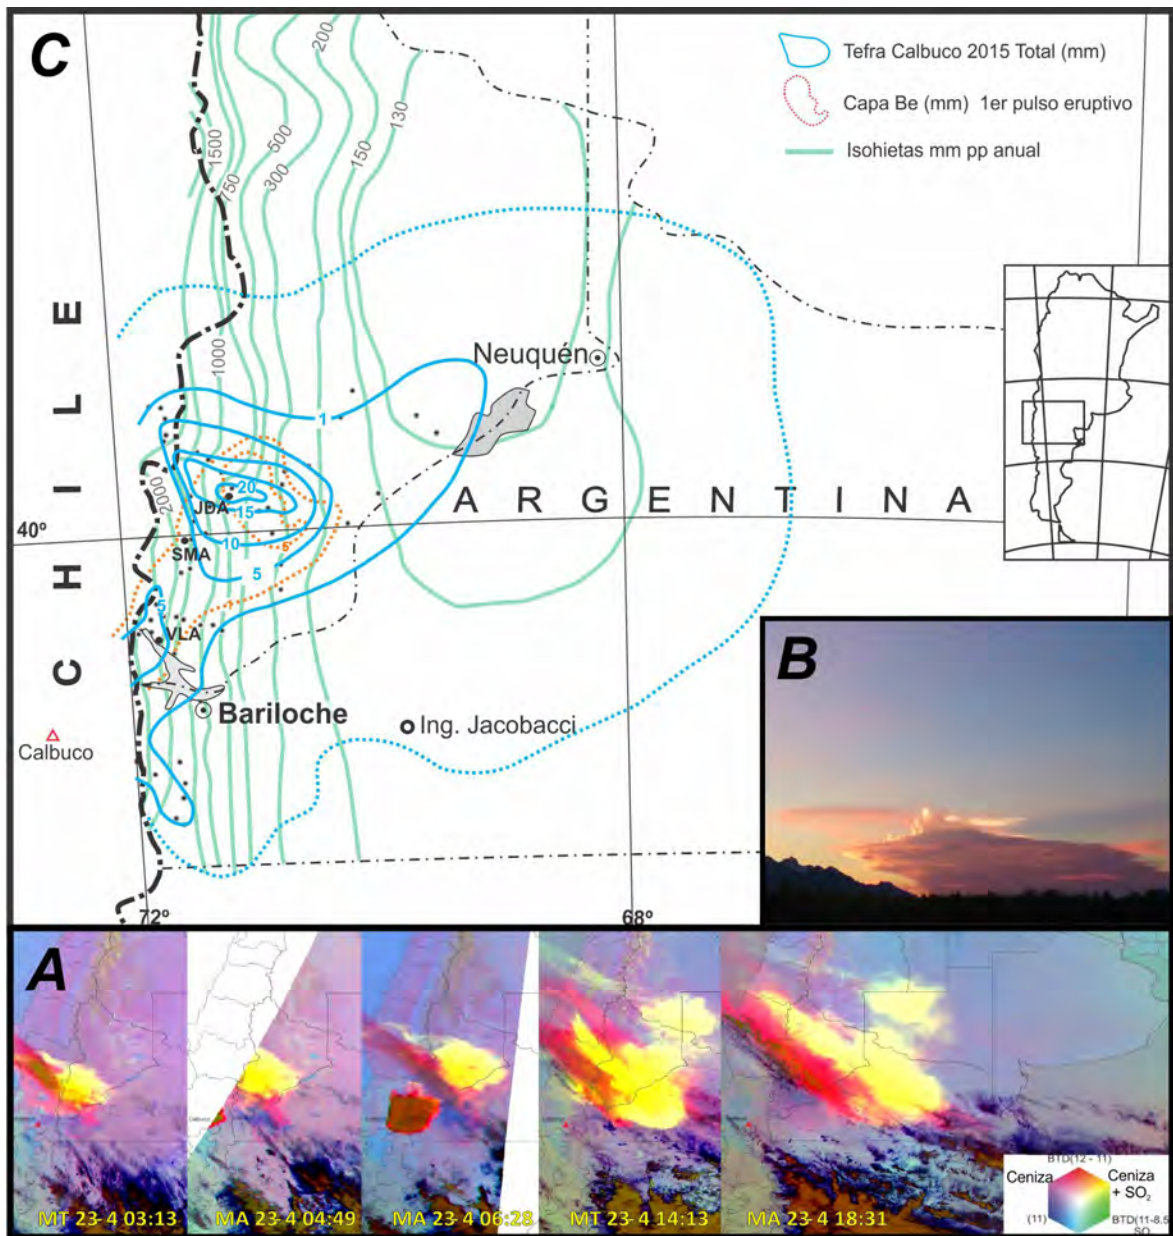 C
Tefra Calbuco 2015 Total (mm)
Capa Be (mm) 1er pulso eruptivo
Isohietas mm pp anual
200
130
1500
500
750
300
150
1000
2000
CHILE
ARGENTINA
Neuquén
1
20
JDA
15
40º
SMA
10
5
5
5
VLA
Bariloche
Ing. Jacobacci
Calbuco
72º
68º
B
A
MT 23-4 03:13
MA 23-4 04:49
MA 23-4 06:28
MT 23-4 14:13
MA 23-4 18:31
BTD(12 - 11)
Ceniza
Ceniza
+ SO2
(11)
BTD(11-8.5